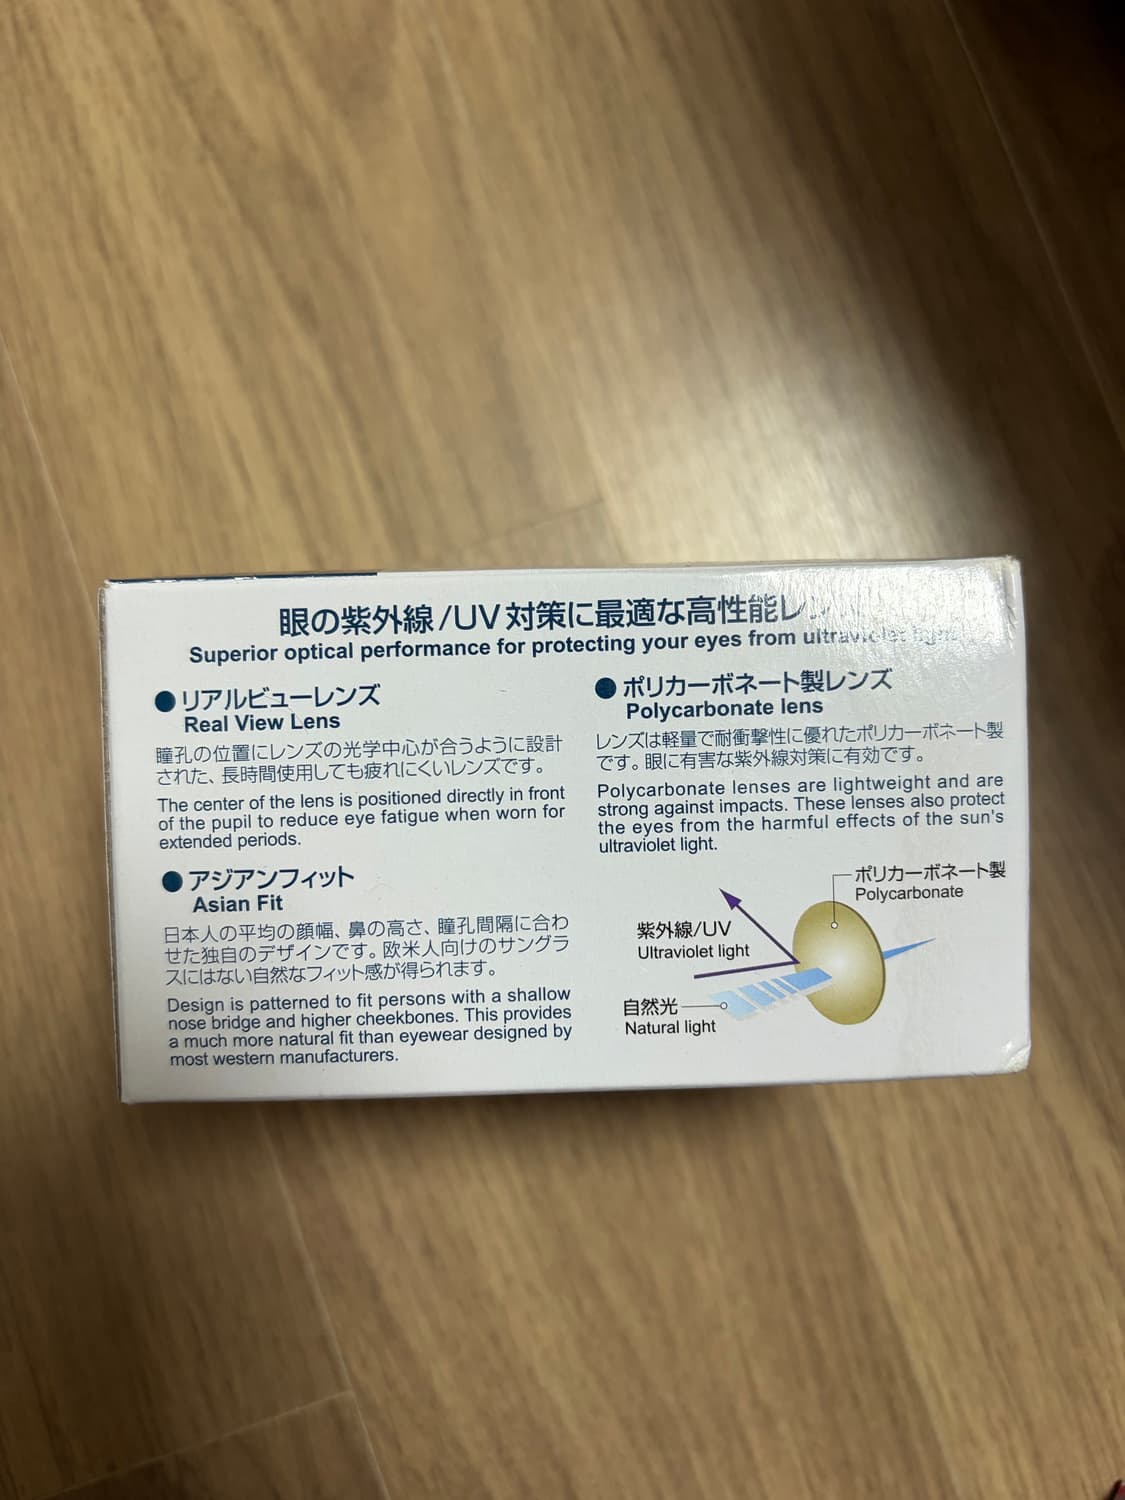 眼の紫外線/UV対策に最適な高性能レン
Superior optical performance for protecting your eyes from ultraviolet light
●リアルビューレンズ
Real View Lens
瞳孔の位置にレンズの光学中心が合うように設計
された、長時間使用しても疲れにくいレンズです。
The center of the lens is positioned directly in front
of the pupil to reduce eye fatigue when worn for
extended periods.
●アジアンフィット
Asian Fit
日本人の平均の顔幅、鼻の高さ、瞳孔間隔に合わ
せた独自のデザインです。欧米人向けのサングラ
スにはない自然なフィット感が得られます。
Design is patterned to fit persons with a shallow
nose bridge and higher cheekbones. This provides
a much more natural fit than eyewear designed by
most western manufacturers.
●ポリカーボネート製レンズ
Polycarbonate lens
レンズは軽量で耐衝撃性に優れたポリカーボネート製
です。眼に有害な紫外線対策に有効です。
Polycarbonate lenses are lightweight and are
strong against impacts. These lenses also protect
the eyes from the harmful effects of the sun's
ultraviolet light.
ポリカーボネート製
Polycarbonate
紫外線/UV
Ultraviolet light
自然光
Natural light